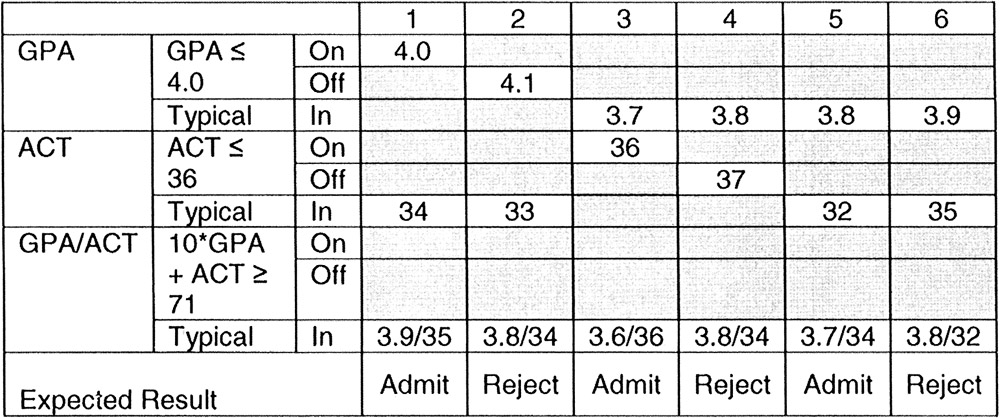 1 2 3 4 5 6
GPA GPA ≤ On 4.0
4.0 Off 4.1
Typical In 3.7 3.8 3.8 3.9
ACT ACT ≤ On 36
36 Off 37
Typical In 34 33 32 35
GPA/ACT 10*GPA On
+ ACT ≥ Off
71
Typical In 3.9/35 3.8/34 3.6/36 3.8/34 3.7/34 3.8/32
Expected Result Admit Reject Admit Reject Admit Reject